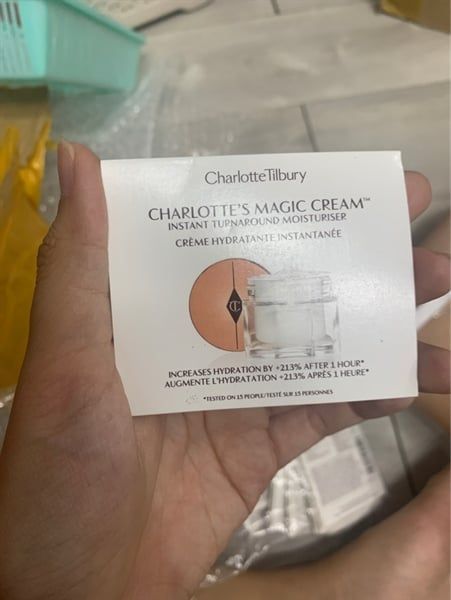 CharlotteTilbury
CHARLOTTE'S MAGIC CREAM™
INSTANT TURNAROUND MOISTURISER
CRÈME HYDRATANTE INSTANTANÉE
CT
INCREASES HYDRATION BY +213% AFTER 1 HOUR*
AUGMENTE L'HYDRATATION +213% APRÈS 1 HEURE*
*TESTED ON 15 PEOPLE/TESTÉ SUR 15 PERSONNES